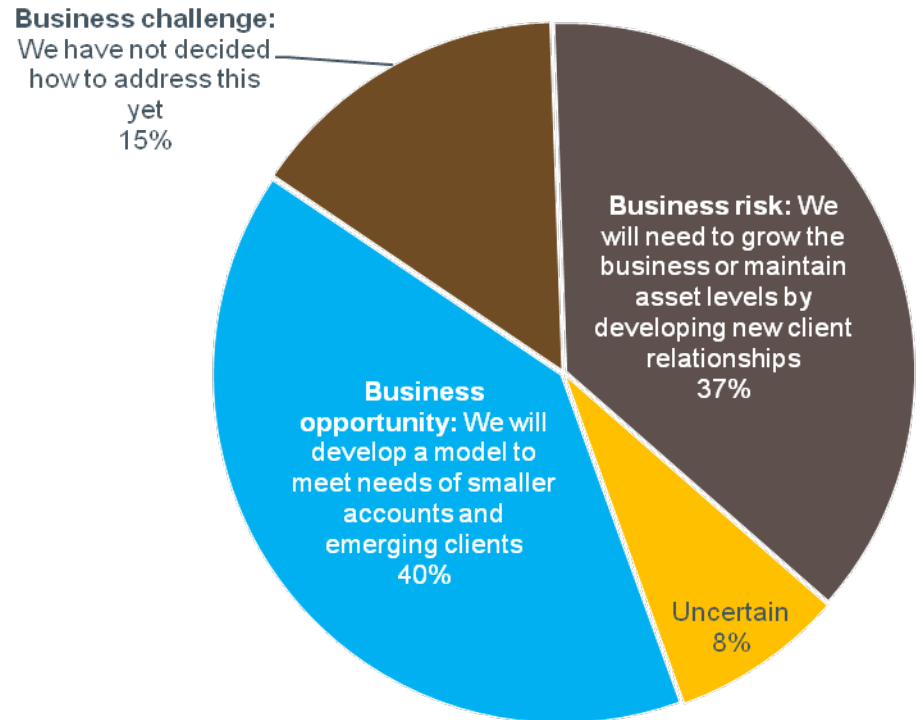 Business challenge:
We have not decided
how to address this
yet
15%
Business risk: We
will need to grow the
business or maintain
asset levels by
developing new client
relationships
37%
Business
opportunity: We will
develop a model to
meet needs of smaller
accounts and
emerging clients
40%
Uncertain
8%